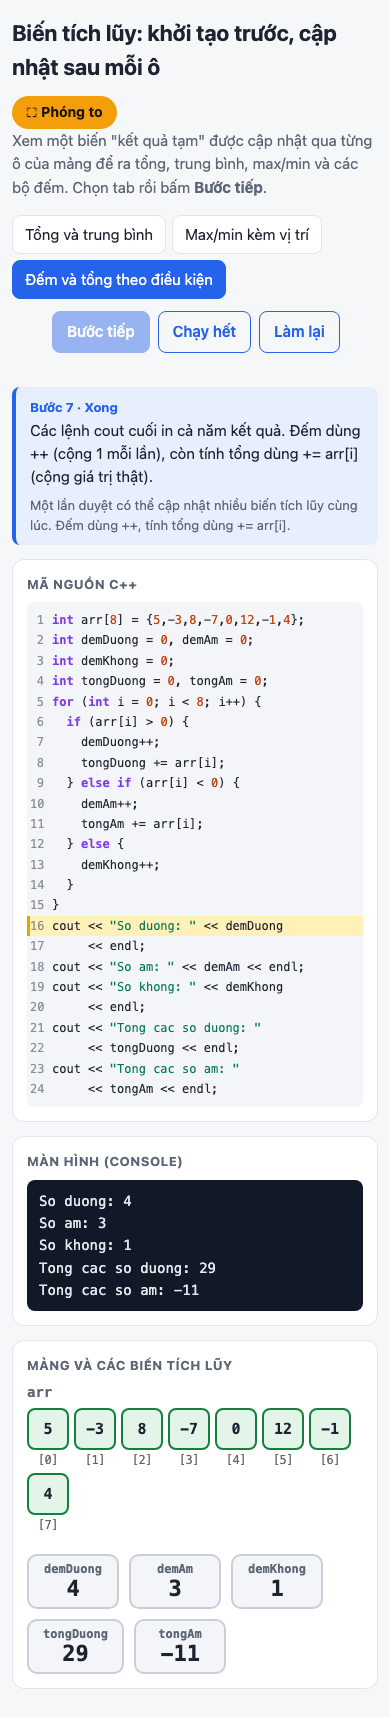 Biến tích lũy: khởi tạo trước, cập
nhật sau mỗi ô
Phóng to
Xem một biến "kết quả tạm" được cập nhật qua từng
ô của mảng để ra tổng, trung bình, max/min và các
bộ đếm. Chọn tab rồi bấm Bước tiếp.
Tổng và trung bình
Max/min kèm vị trí
Đếm và tổng theo điều kiện
Bước tiếp
Chạy hết
Làm lại
Bước 7 · Xong
Các lệnh cout cuối in cả năm kết quả. Đếm dùng
++ (cộng 1 mỗi lần), còn tính tổng dùng += arr[i]
(cộng giá trị thật).
Một lần duyệt có thể cập nhật nhiều biến tích lũy cùng
lúc. Đếm dùng ++, tính tổng dùng += arr[i].
MÃ NGUỒN C++
1 int arr[8] = {5,-3,8,-7,0,12,-1,4};
2 int demDuong = 0, demAm = 0;
3 int demKhong = 0;
4 int tongDuong = 0, tongAm = 0;
5 for (int i = 0; i < 8; i++) {
6   if (arr[i] > 0) {
7     demDuong++;
8     tongDuong += arr[i];
9   } else if (arr[i] < 0) {
10     demAm++;
11     tongAm += arr[i];
12   } else {
13     demKhong++;
14   }
15 }
16 cout << "So duong: " << demDuong
17      << endl;
18 cout << "So am: " << demAm << endl;
19 cout << "So khong: " << demKhong
20      << endl;
21 cout << "Tong cac so duong: "
22      << tongDuong << endl;
23 cout << "Tong cac so am: "
24      << tongAm << endl;
MÀN HÌNH (CONSOLE)
So duong: 4
So am: 3
So khong: 1
Tong cac so duong: 29
Tong cac so am: -11
MẢNG VÀ CÁC BIẾN TÍCH LŨY
arr
5 -3 8 -7 0 12 -1
[0] [1] [2] [3] [4] [5] [6]
4
[7]
demDuong demAm demKhong
4 3 1
tongDuong tongAm
29 -11